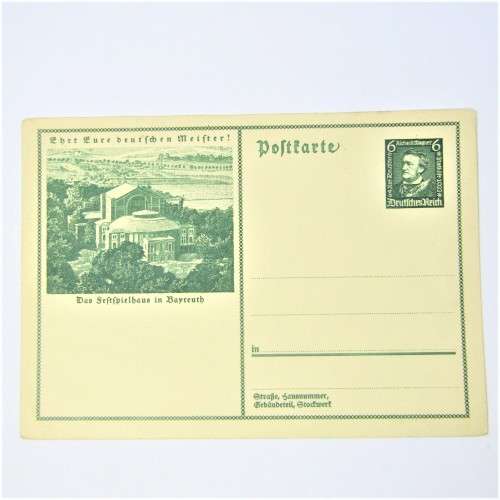 Ehrt Eure deutschen Meister!
Das Festspielhaus in Bayreuth
Postkarte
6 Richard Wagner 6
Deutsches Reich
in
Straße, Hausnummer,
Gebäudeteil, Stockwerk